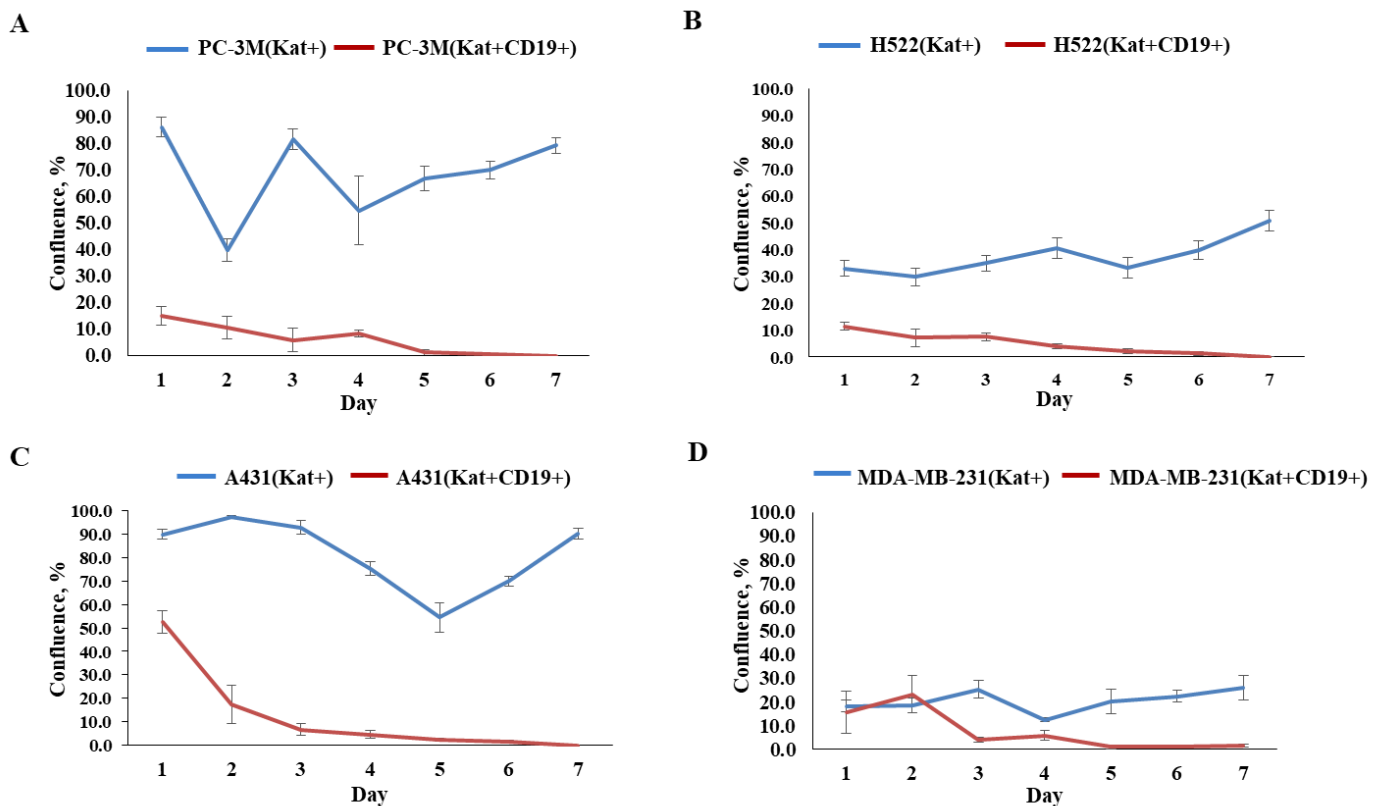 A
PC-3M(Kat+) PC-3M(Kat+CD19+)
Confluence, %
100.0
90.0
80.0
70.0
60.0
50.0
40.0
30.0
20.0
10.0
0.0
1 2 3 4 5 6 7
Day
B
H522(Kat+) H522(Kat+CD19+)
Confluence, %
100.0
90.0
80.0
70.0
60.0
50.0
40.0
30.0
20.0
10.0
0.0
1 2 3 4 5 6 7
Day
C
A431(Kat+) A431(Kat+CD19+)
Confluence, %
100.0
90.0
80.0
70.0
60.0
50.0
40.0
30.0
20.0
10.0
0.0
1 2 3 4 5 6 7
Day
D
MDA-MB-231(Kat+) MDA-MB-231(Kat+CD19+)
Confluence, %
100.0
90.0
80.0
70.0
60.0
50.0
40.0
30.0
20.0
10.0
0.0
1 2 3 4 5 6 7
Day